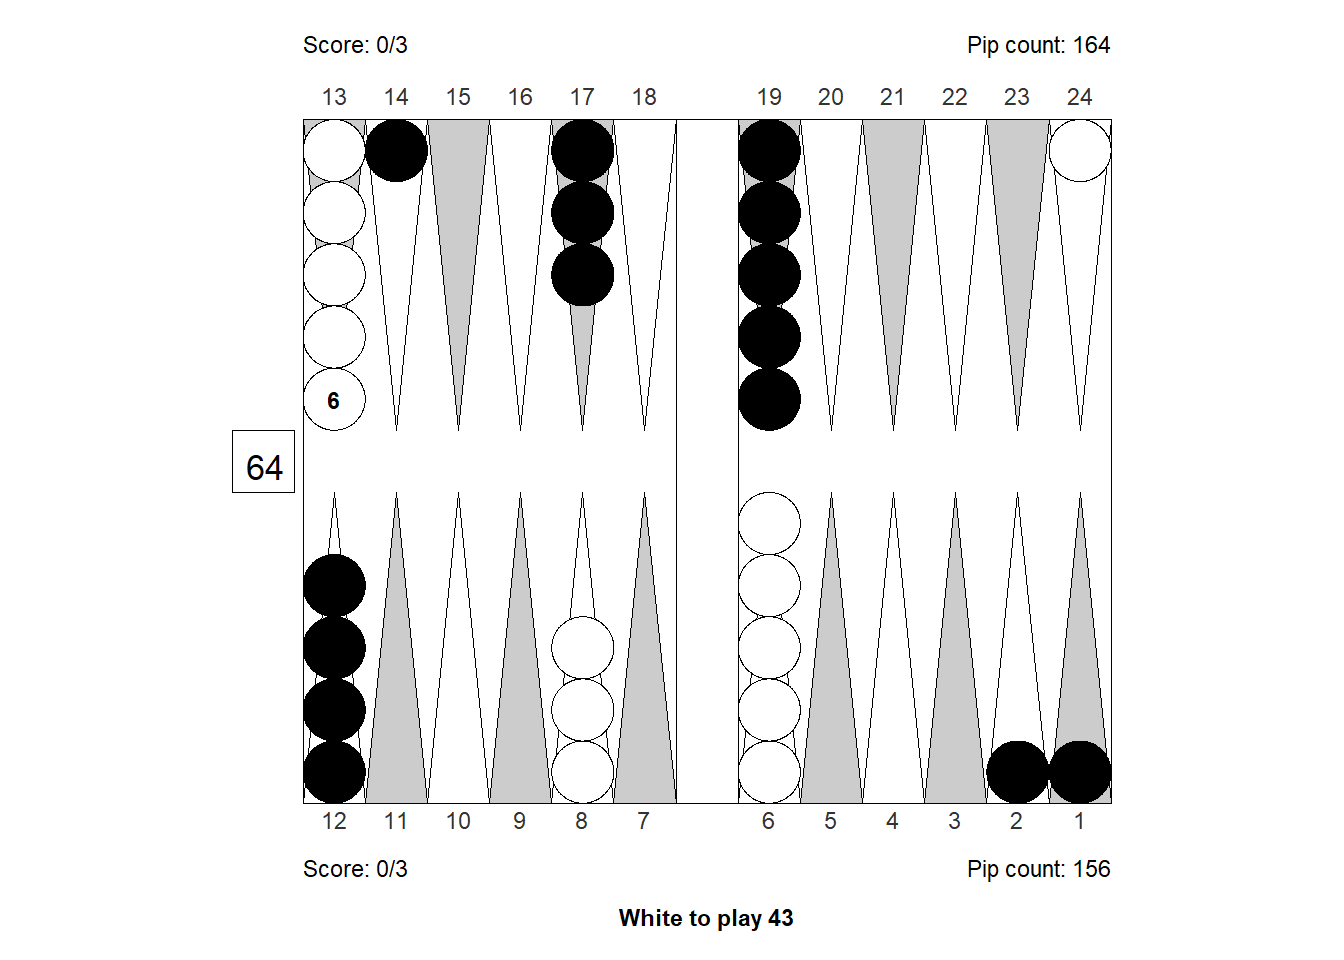 Score: 0/3 Pip count: 164
13 14 15 16 17 18 19 20 21 22 23 24
6
64
12 11 10 9 8 7 6 5 4 3 2 1
Score: 0/3 Pip count: 156
White to play 43